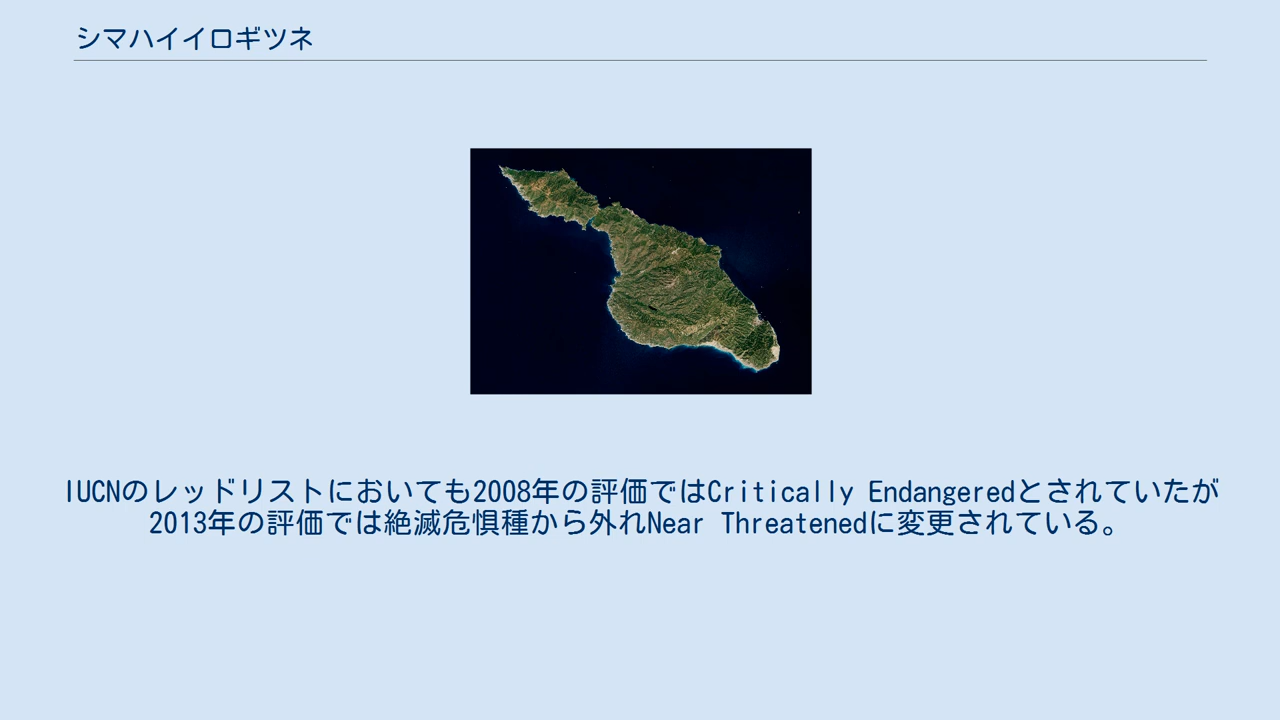 シマハイイロギツネ
IUCNのレッドリストにおいても2008年の評価ではCritically Endangeredとされていたが
2013年の評価では絶滅危惧種から外れNear Threatenedに変更されている。